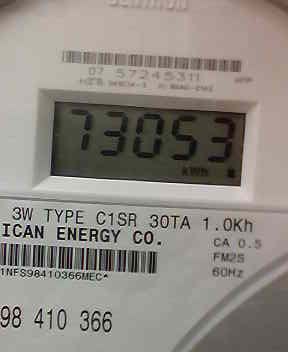 07 57245311
73053
kWh
3W TYPE C1SR 30TA 1.0Kh
ICAN ENERGY CO.
CA 0.5
FM2S
60Hz
1NFS98410366MEC*
98 410 366